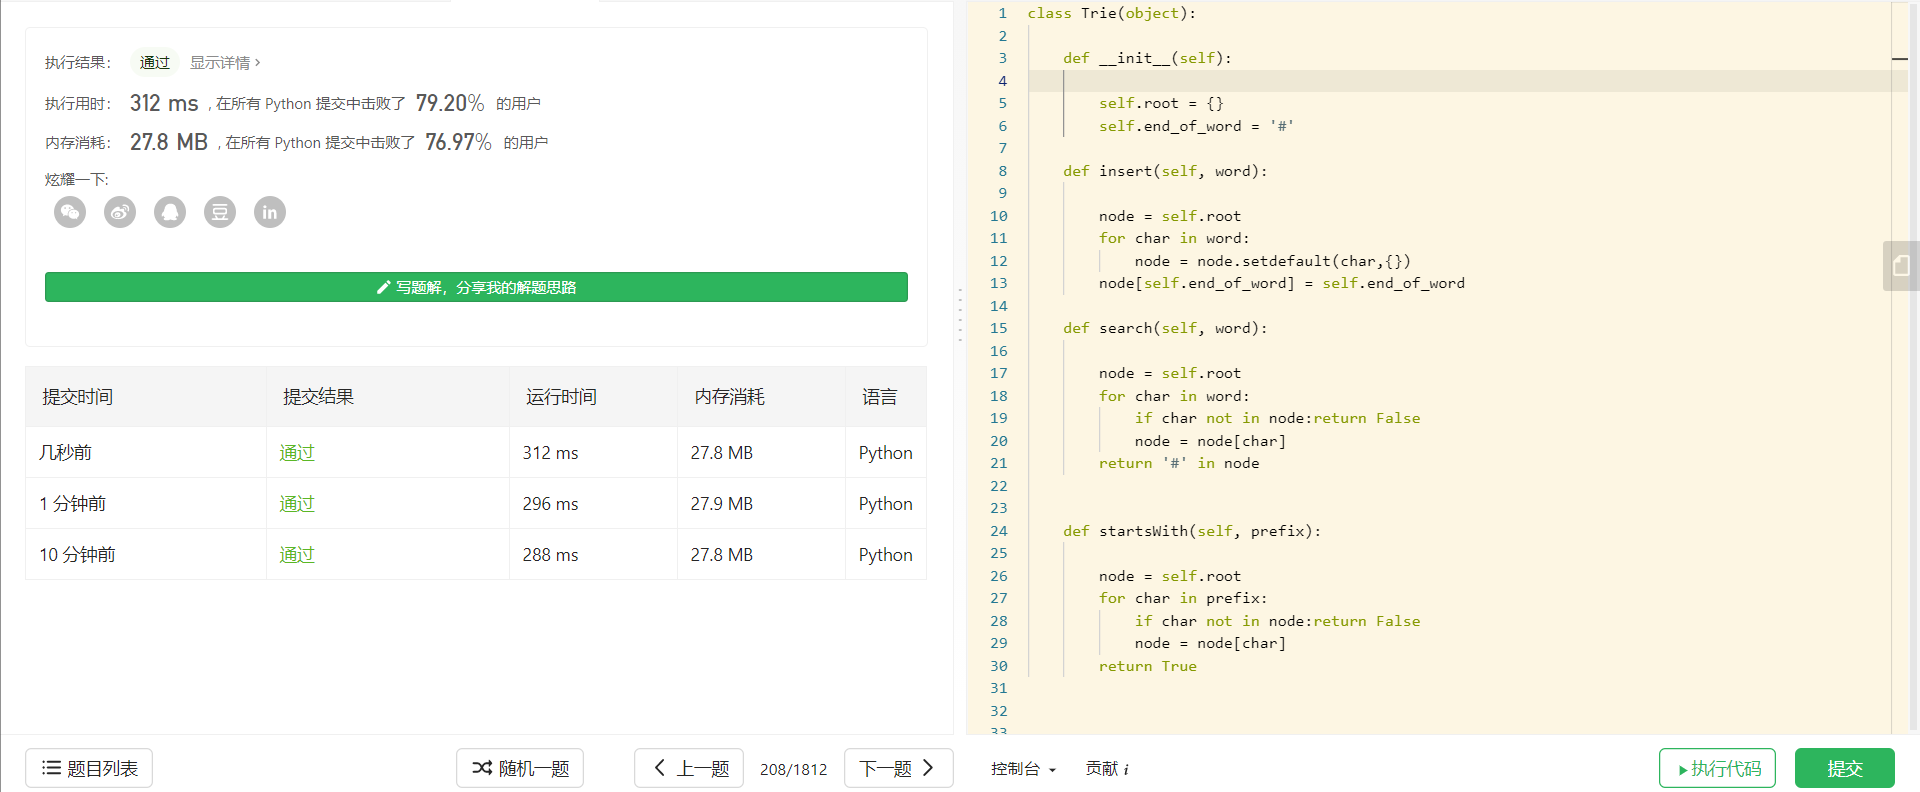 执行结果： 通过 显示详情 ›
执行用时： 312 ms , 在所有 Python 提交中击败了 79.20% 的用户
内存消耗： 27.8 MB , 在所有 Python 提交中击败了 76.97% 的用户
炫耀一下:
写题解，分享我的解题思路
提交时间 提交结果 运行时间 内存消耗 语言
几秒前 通过 312 ms 27.8 MB Python
1 分钟前 通过 296 ms 27.9 MB Python
10 分钟前 通过 288 ms 27.8 MB Python
题目列表 随机一题 上一题 208/1812 下一题
1 class Trie(object):
2
3     def __init__(self):
4
5         self.root = {}
6         self.end_of_word = '#'
7
8     def insert(self, word):
9
10         node = self.root
11         for char in word:
12             node = node.setdefault(char,{})
13         node[self.end_of_word] = self.end_of_word
14
15     def search(self, word):
16
17         node = self.root
18         for char in word:
19             if char not in node:return False
20             node = node[char]
21         return '#' in node
22
23
24     def startsWith(self, prefix):
25
26         node = self.root
27         for char in prefix:
28             if char not in node:return False
29             node = node[char]
30         return True
31
32
33
控制台 贡献 i 执行代码 提交